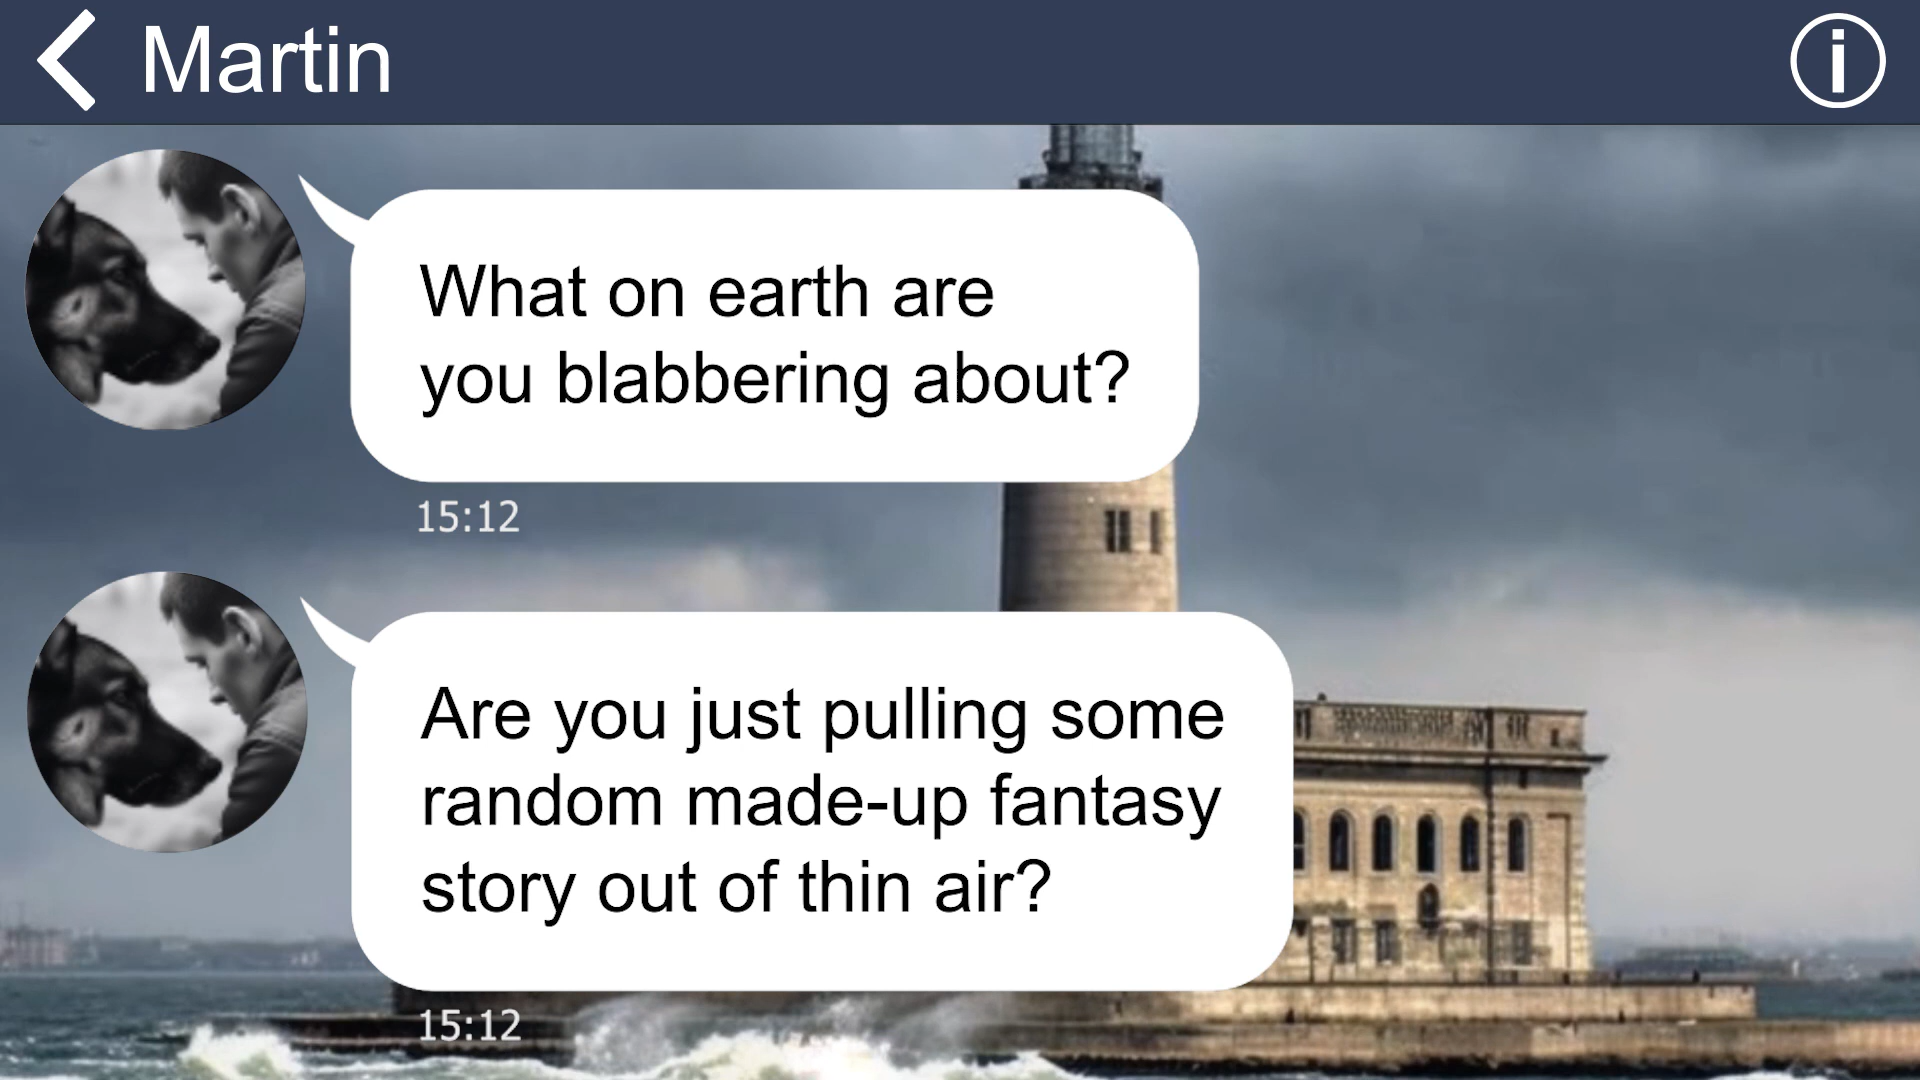 Martin
What on earth are
you blabbering about?
15:12
Are you just pulling some
random made-up fantasy
story out of thin air?
15:12